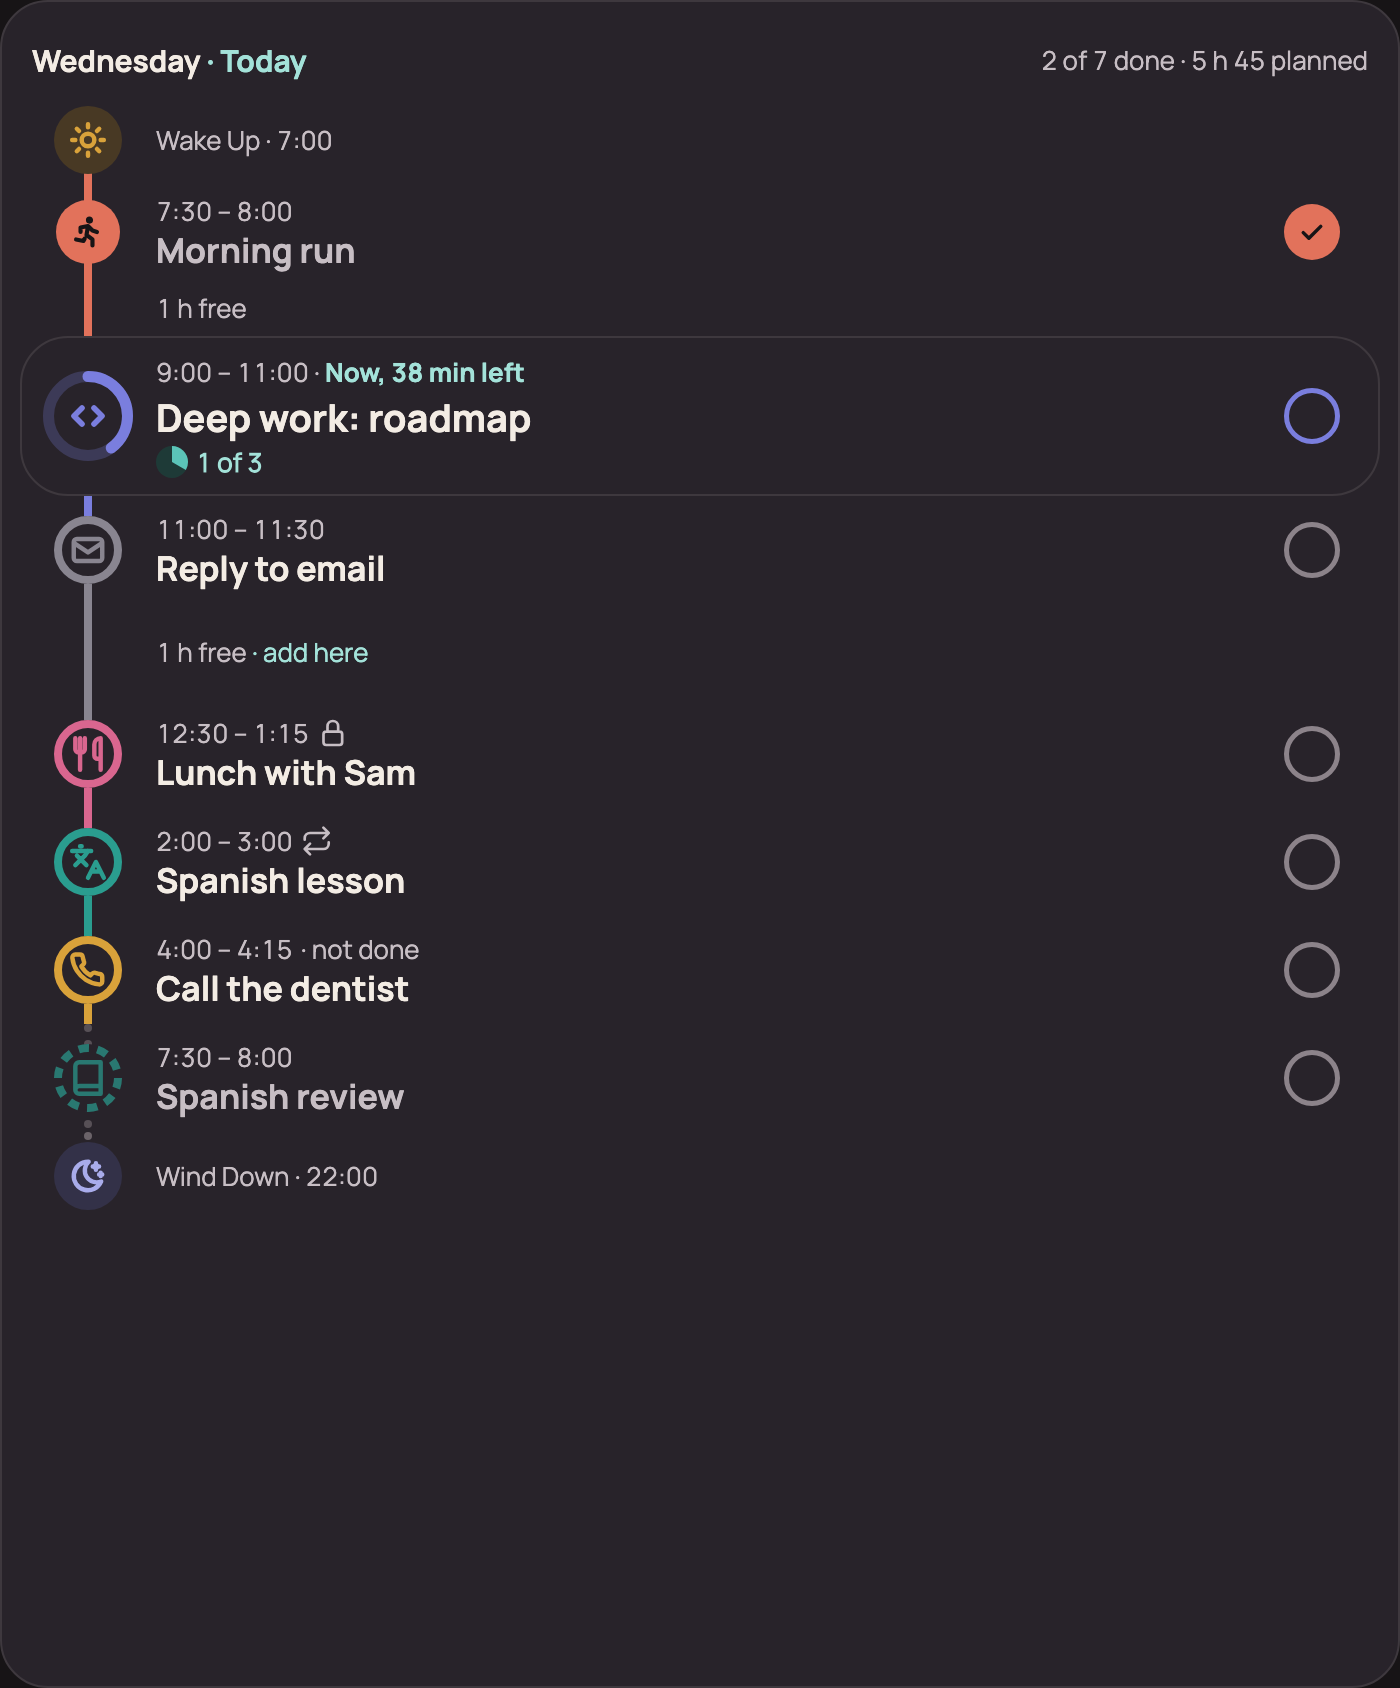 Wednesday · Today
2 of 7 done · 5 h 45 planned
Wake Up · 7:00
7:30 – 8:00
Morning run
1 h free
9:00 – 11:00 · Now, 38 min left
Deep work: roadmap
1 of 3
11:00 – 11:30
Reply to email
1 h free · add here
12:30 – 1:15
Lunch with Sam
2:00 – 3:00
Spanish lesson
4:00 – 4:15 · not done
Call the dentist
7:30 – 8:00
Spanish review
Wind Down · 22:00